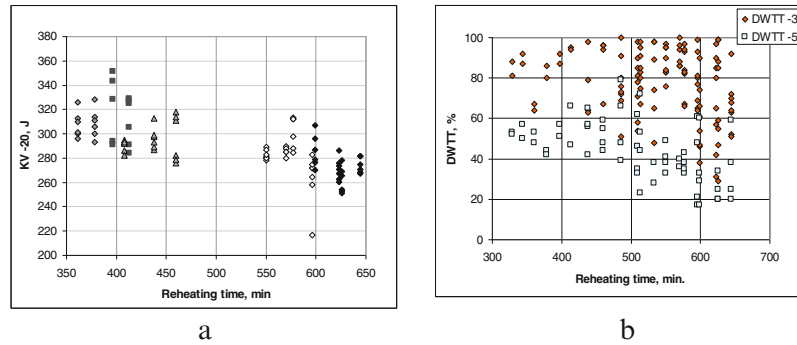 380
360
340
320
300
280
260
240
220
200
KV -20, J
350 400 450 500 550 600 650
Reheating time, min
a
DWTT -3
DWTT -5
100
80
60
40
20
0
DWTT, %
300 400 500 600 700
Reheating time, min.
b